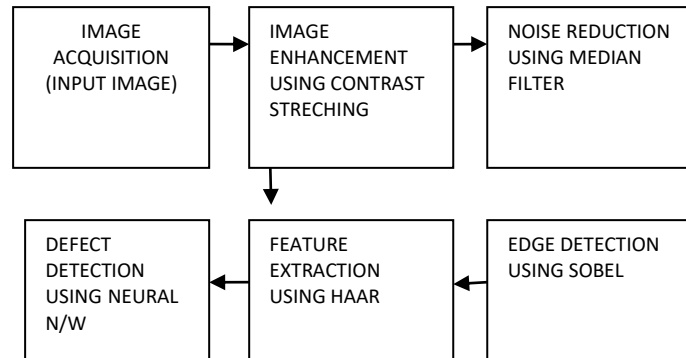 IMAGE
ACQUISITION
(INPUT IMAGE)
IMAGE
ENHANCEMENT
USING CONTRAST
STRECHING
NOISE REDUCTION
USING MEDIAN
FILTER
DEFECT
DETECTION
USING NEURAL
N/W
FEATURE
EXTRACTION
USING HAAR
EDGE DETECTION
USING SOBEL